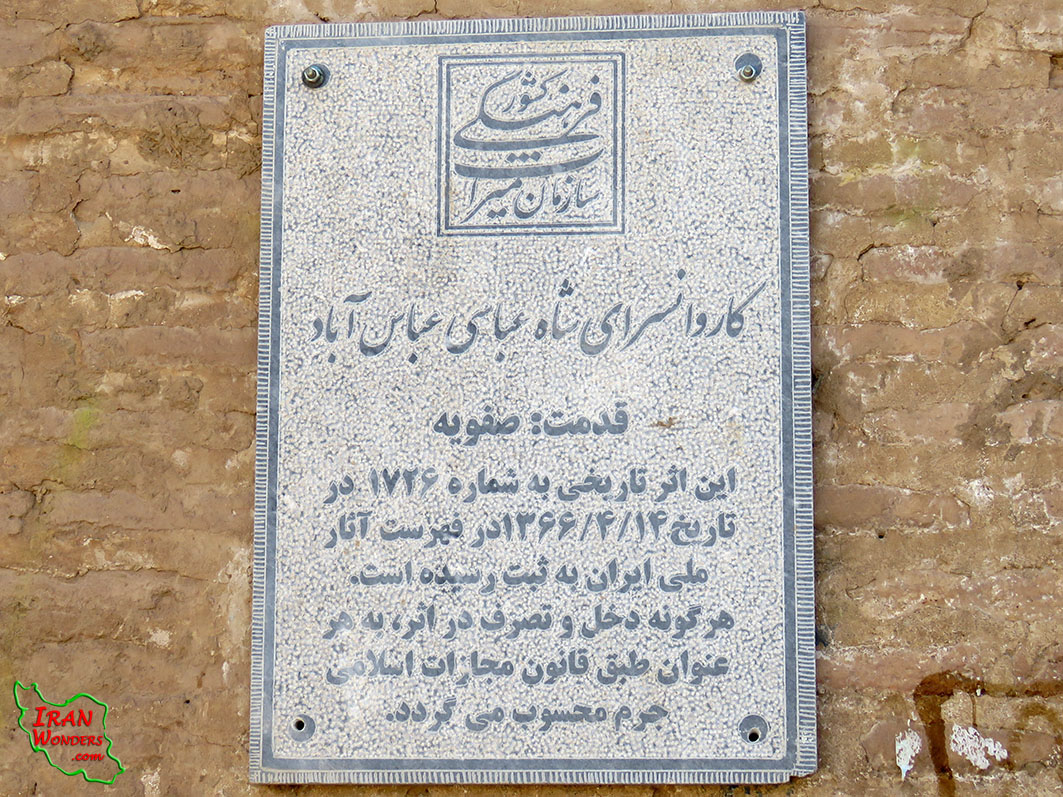 سازمان میراث
فرهنگی کشور
کاروانسرای شاه عباسی عباس آباد
قدمت: صفویه
این اثر تاریخی به شماره ۱۷۲۶ در
تاریخ ۱۳۶۶/۴/۱۴ در فهرست آثار
ملی ایران به ثبت رسیده است.
هرگونه دخل و تصرف در اثر، به هر
عنوان طبق قانون مجازات اسلامی
جرم محسوب می گردد.
IRAN
WONDERS
.com